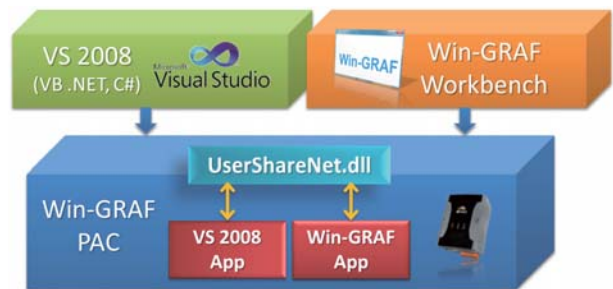 VS 2008
(VB .NET, C#)
Microsoft
Visual Studio
Win-GRAF
Win-GRAF
Workbench
UserShareNet.dll
Win-GRAF
PAC
VS 2008
App
Win-GRAF
App